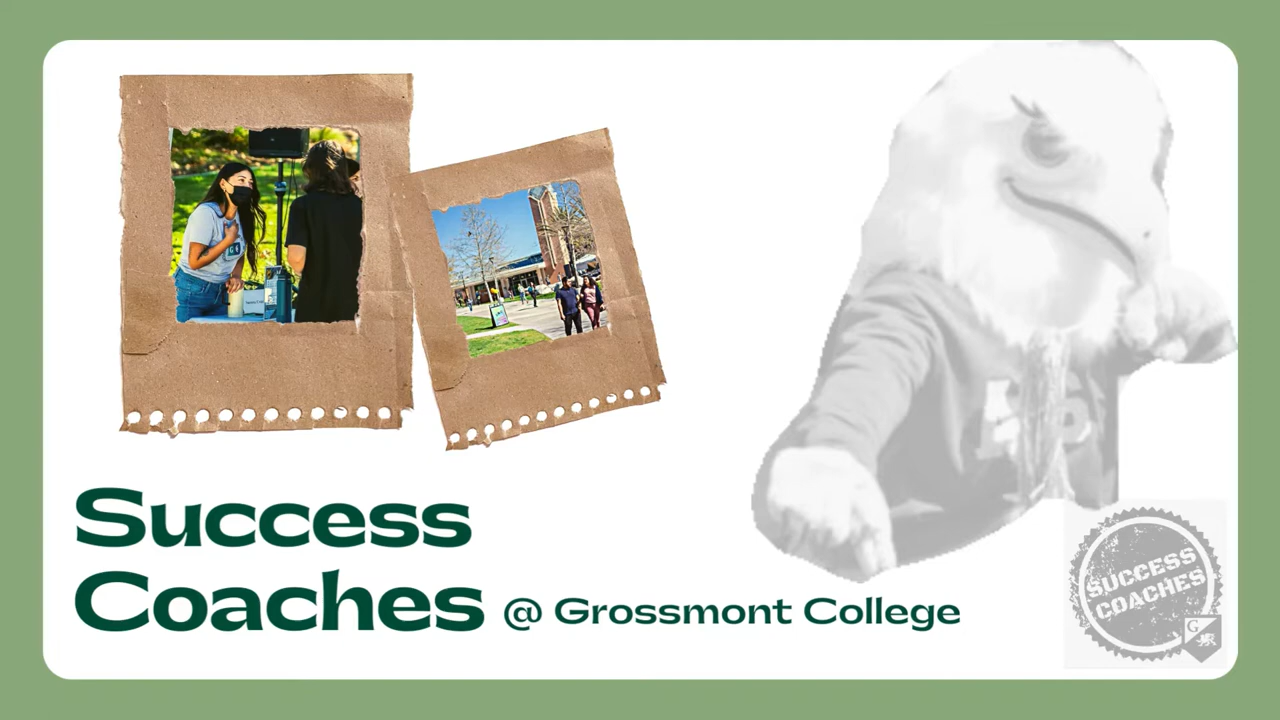 Success
Coaches @ Grossmont College
SUCCESS
COACHES
G